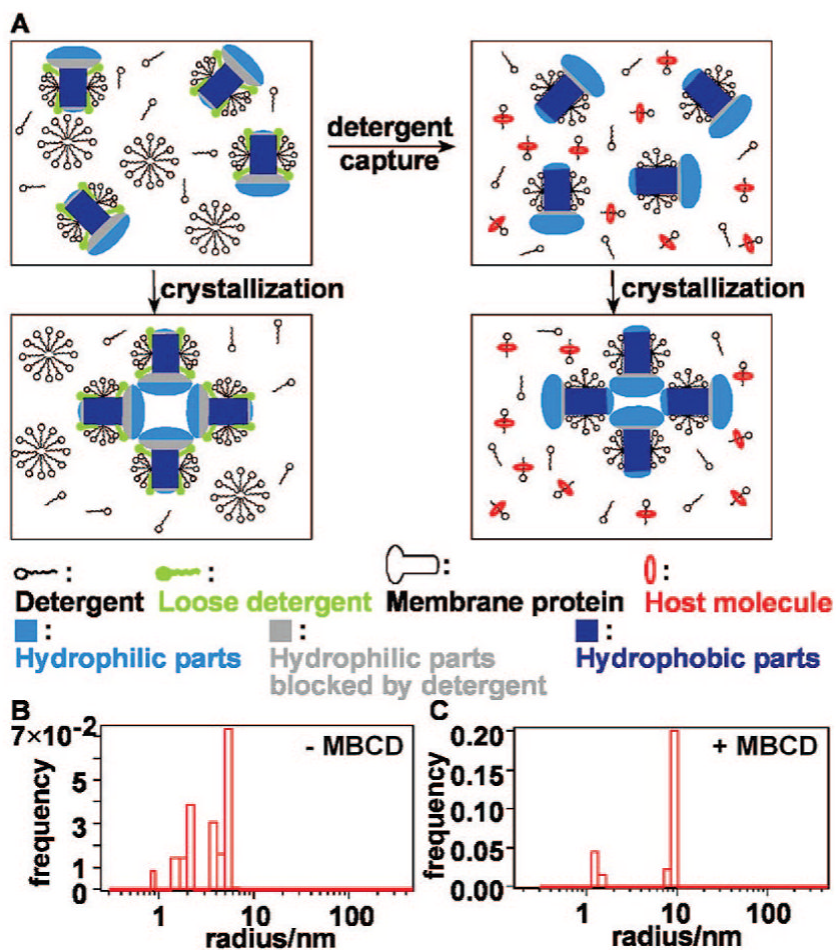 A
detergent
capture
crystallization
crystallization
:
:
:
:
Detergent
Loose detergent
Membrane protein
Host molecule
:
:
:
Hydrophilic parts
Hydrophilic parts
blocked by detergent
Hydrophobic parts
B
7×10⁻²
5
3
1
0
frequency
- MBCD
1
10
100
radius/nm
C
0.20
0.15
0.10
0.05
0.00
frequency
+ MBCD
1
10
100
radius/nm